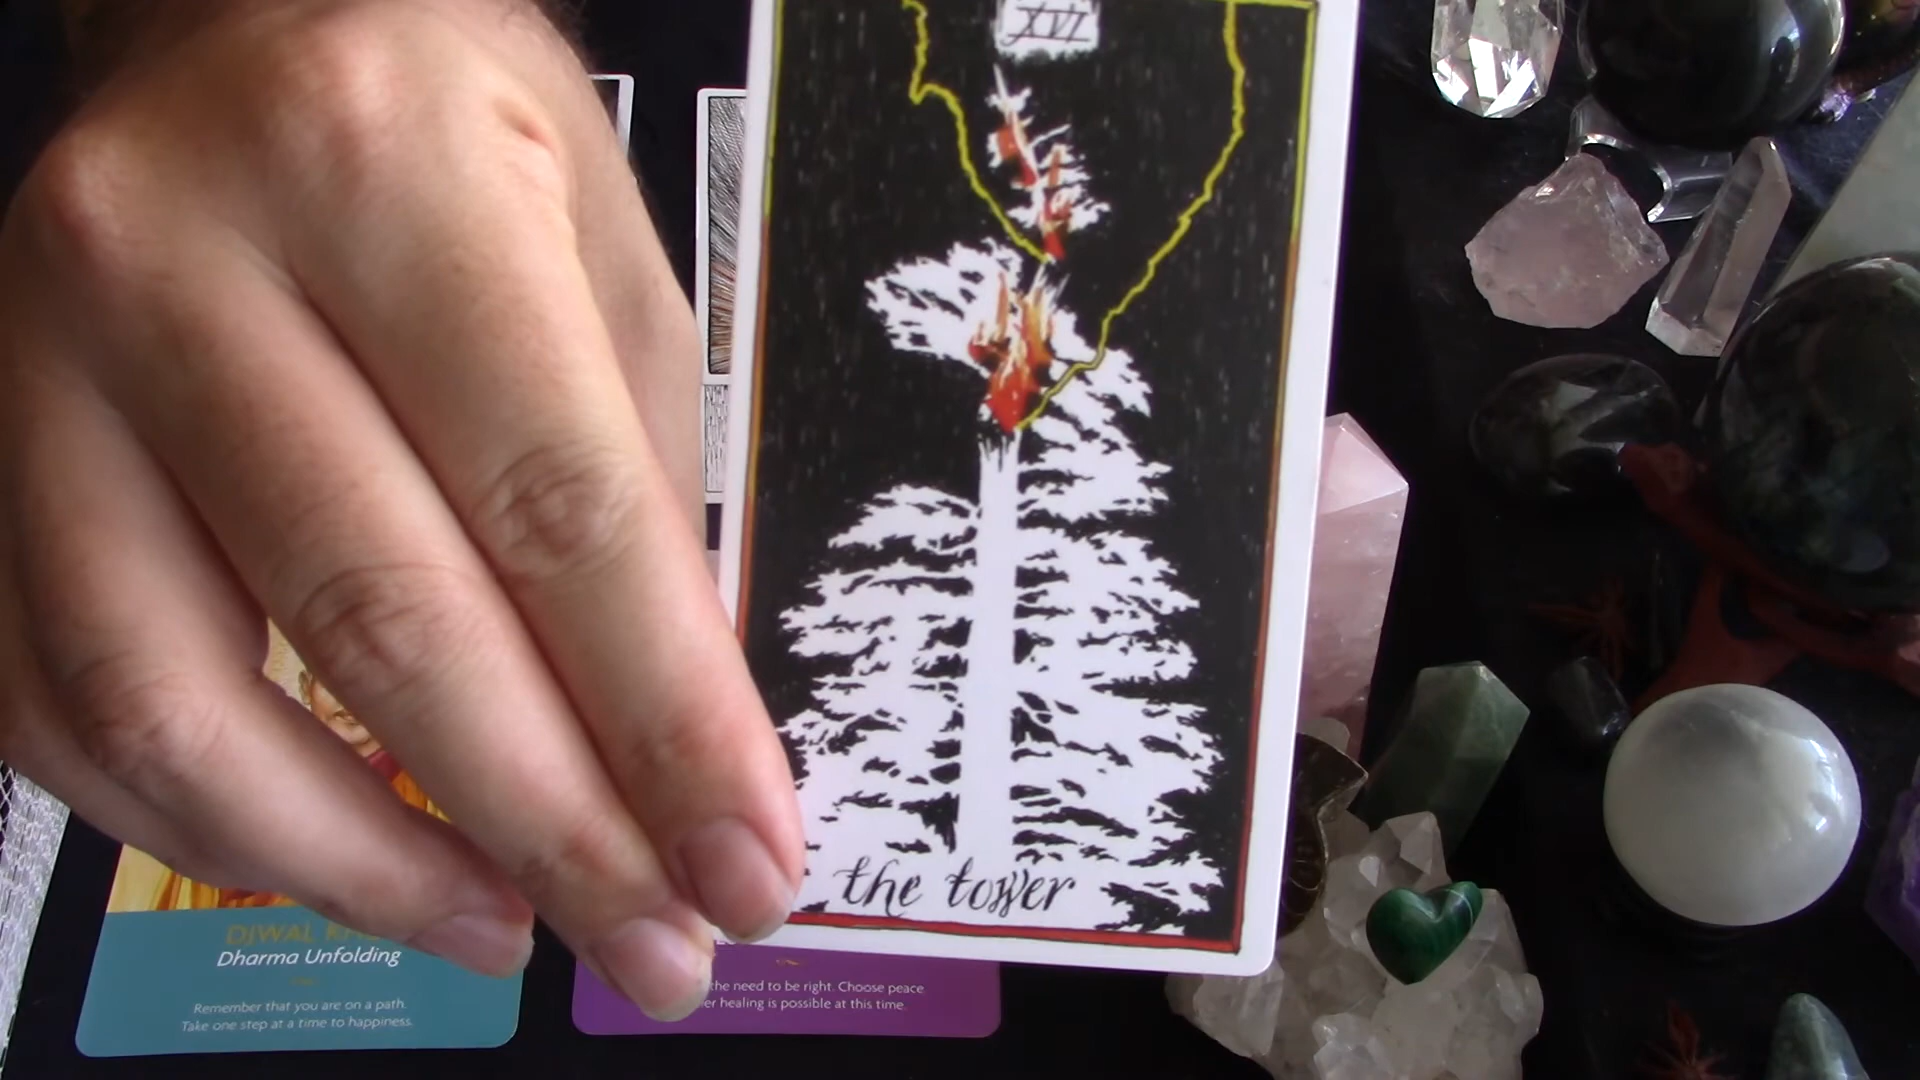 XVI
the tower
DJWAL
Dharma Unfolding
Remember that you are on a path.
Take one step at a time to happiness.
the need to be right. Choose peace
healing is possible at this time.